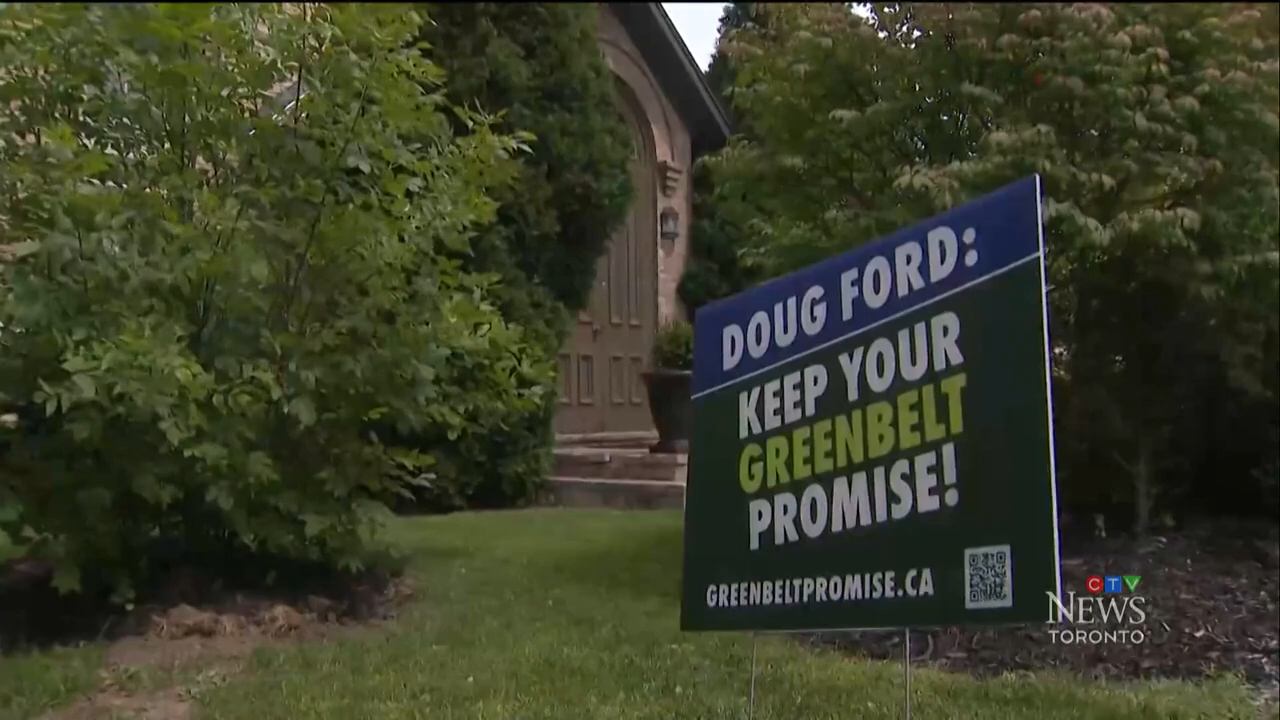 DOUG FORD:
KEEP YOUR
GREENBELT
PROMISE!
GREENBELTPROMISE.CA
CTV
NEWS
TORONTO